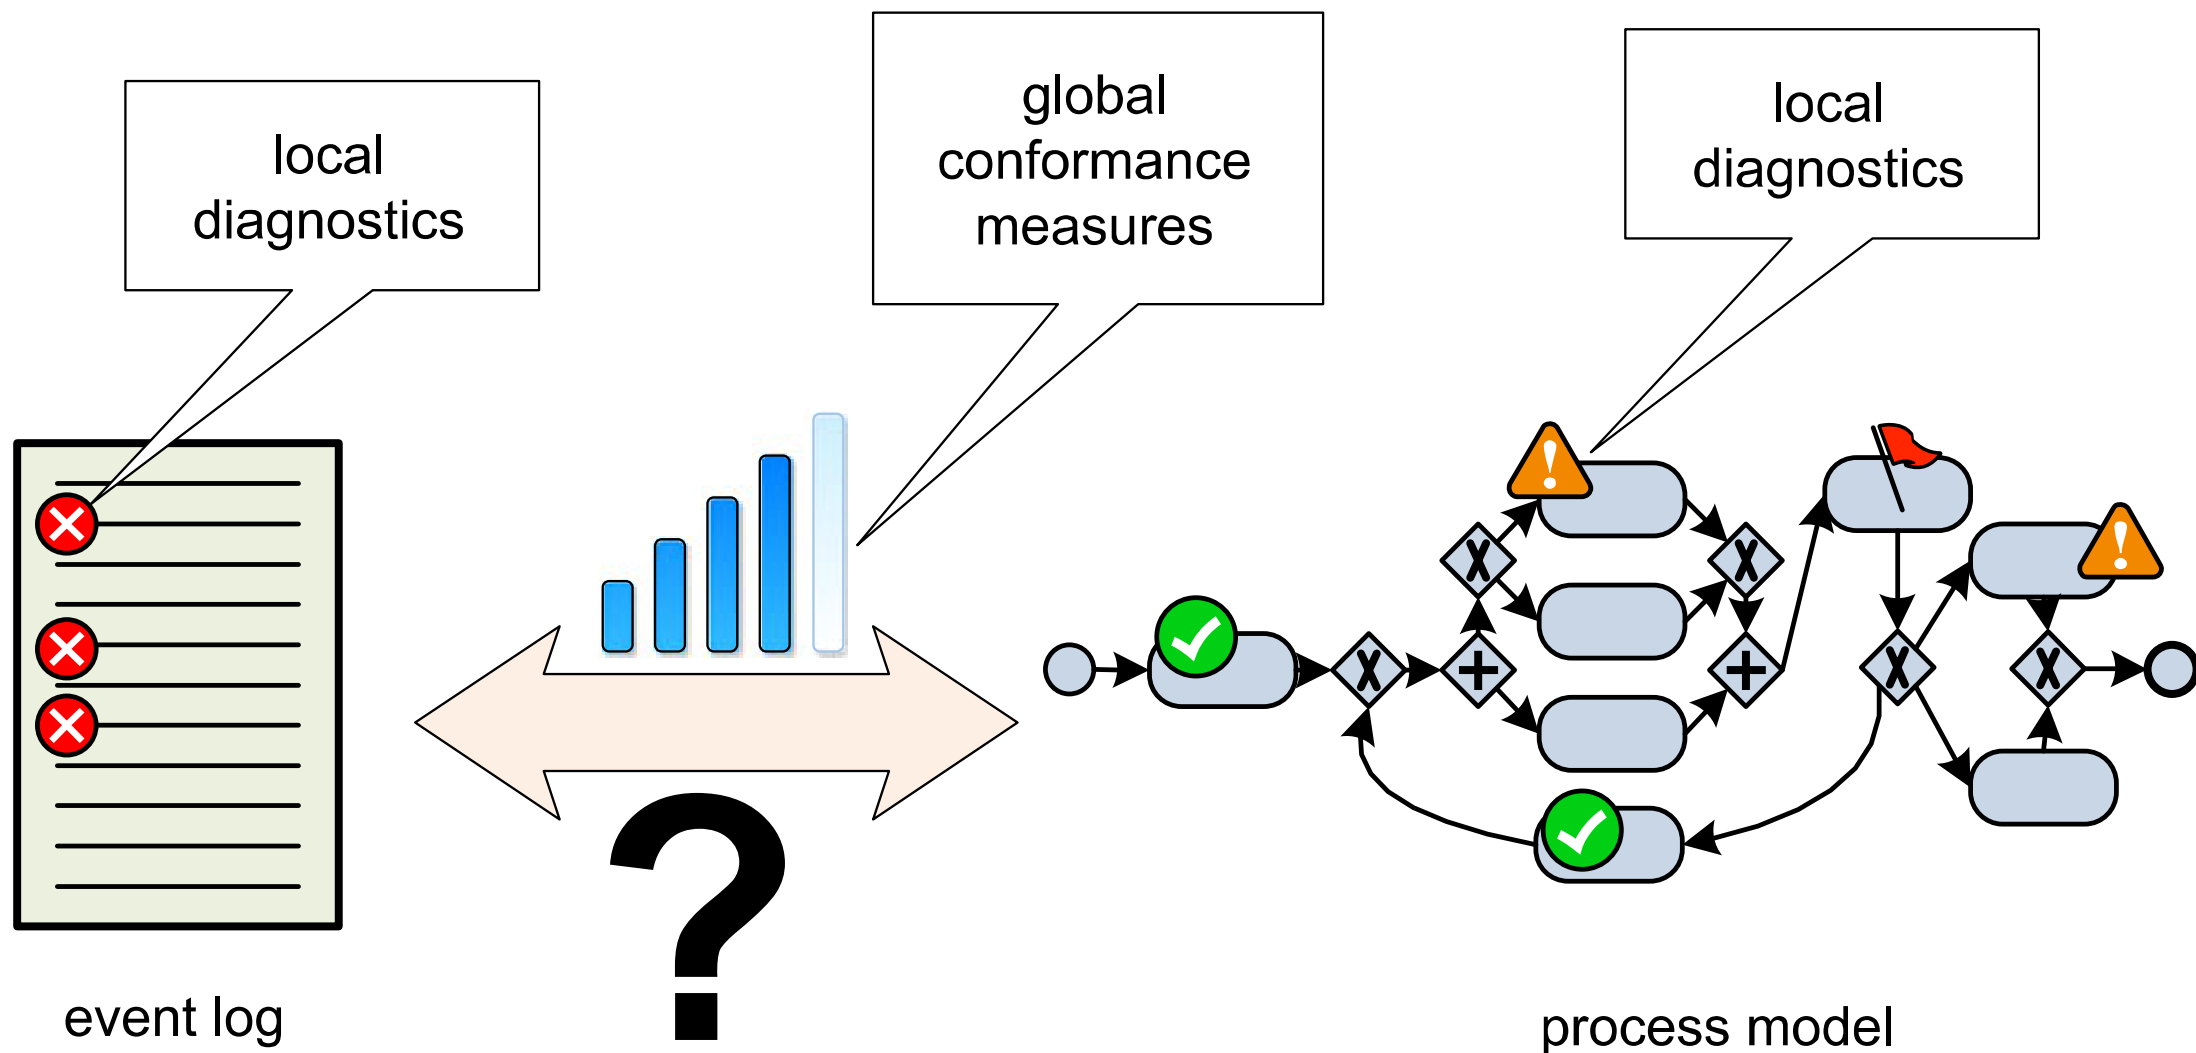 local
diagnostics
global
conformance
measures
local
diagnostics
?
event log
process model